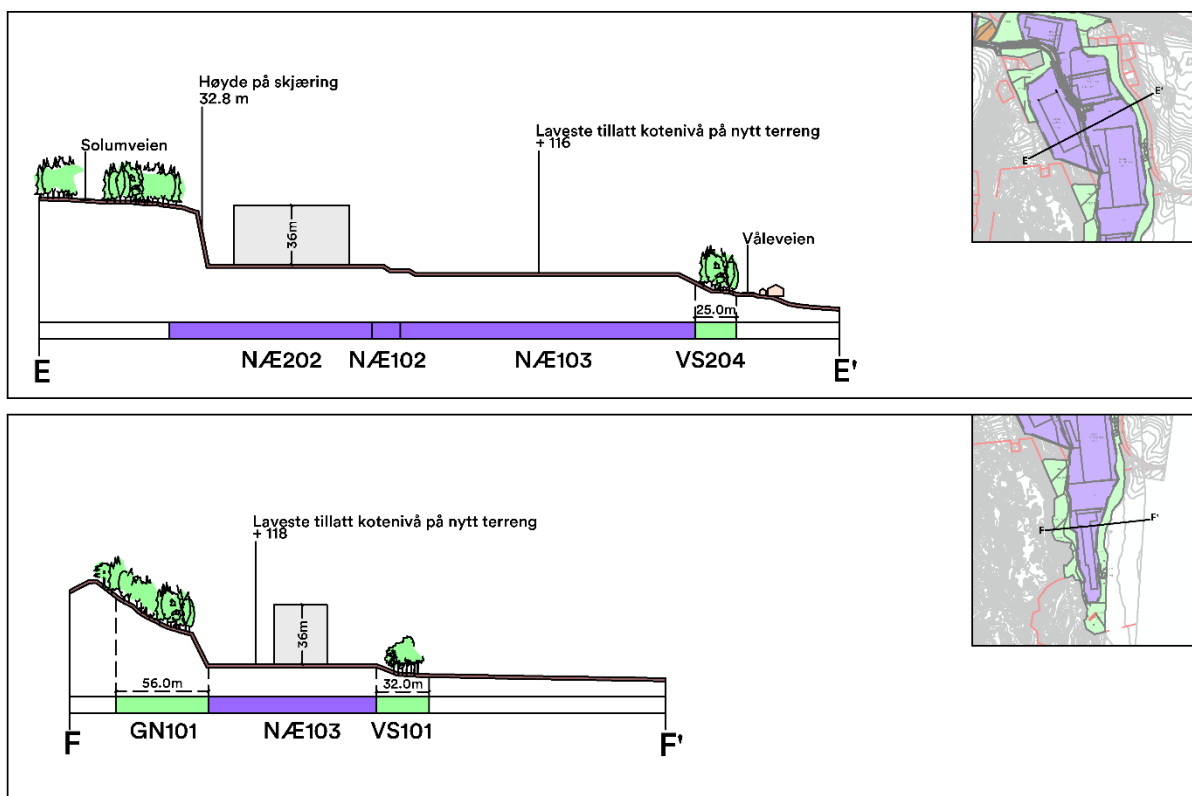 Høyde på skjæring
32.8 m
Solumveien
Laveste tillatt kotenivå på nytt terreng
+ 116
36m
Våleveien
25.0m
NÆ202
NÆ102
NÆ103
VS204
E
E'
E'
E
Laveste tillatt kotenivå på nytt terreng
+ 118
36m
56.0m
32.0m
GN101
NÆ103
VS101
F
F'
F
F'